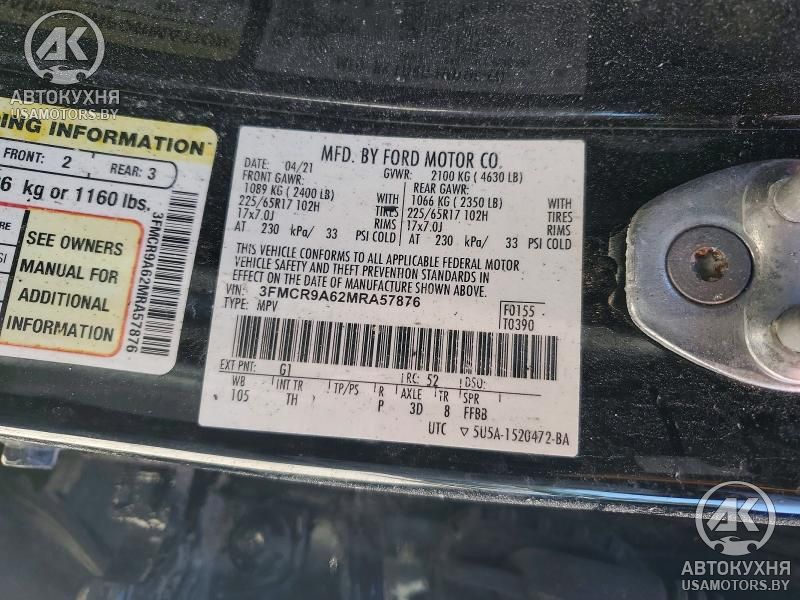 АК
АВТОКУХНЯ
USAMOTORS.BY
DING INFORMATION
FRONT: 2 REAR: 3
6 kg or 1160 lbs.
SEE OWNERS
MANUAL FOR
ADDITIONAL
INFORMATION
3FMCR9A62MRA57876
MFD. BY FORD MOTOR CO.
DATE: 04/21 GVWR: 2100 KG ( 4630 LB)
FRONT GAWR: REAR GAWR:
1089 KG ( 2400 LB) WITH 1066 KG ( 2350 LB) WITH
225/65R17 102H TIRES 225/65R17 102H TIRES
17x7.0J RIMS 17x7.0J RIMS
AT 230 kPa/ 33 PSI COLD AT 230 kPa/ 33 PSI COLD
THIS VEHICLE CONFORMS TO ALL APPLICABLE FEDERAL MOTOR
VEHICLE SAFETY AND THEFT PREVENTION STANDARDS IN
EFFECT ON THE DATE OF MANUFACTURE SHOWN ABOVE.
VIN: 3FMCR9A62MRA57876
TYPE: MPV
F0155
T0390
EXT PNT: G1 RC: 52 DSO:
WB INT TR TP/PS R AXLE TR SPR
105 TH P 3D 8 FFBB
UTC ▽ 5U5A-1520472-BA
АК
АВТОКУХНЯ
USAMOTORS.BY